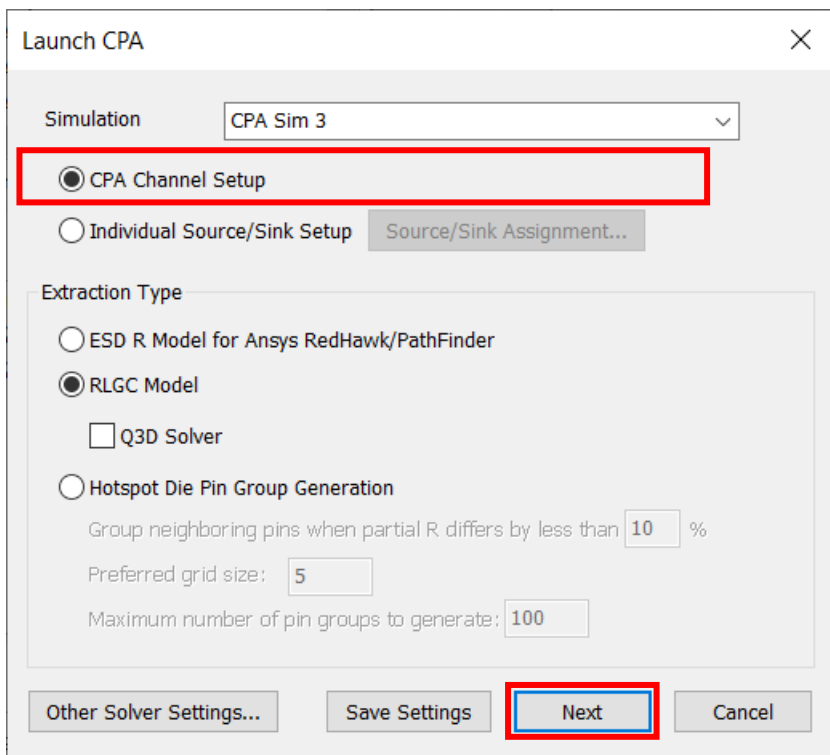 Launch CPA
Simulation CPA Sim 3
CPA Channel Setup
Individual Source/Sink Setup Source/Sink Assignment...
Extraction Type
ESD R Model for Ansys RedHawk/PathFinder
RLGC Model
Q3D Solver
Hotspot Die Pin Group Generation
Group neighboring pins when partial R differs by less than 10 %
Preferred grid size: 5
Maximum number of pin groups to generate: 100
Other Solver Settings... Save Settings Next Cancel